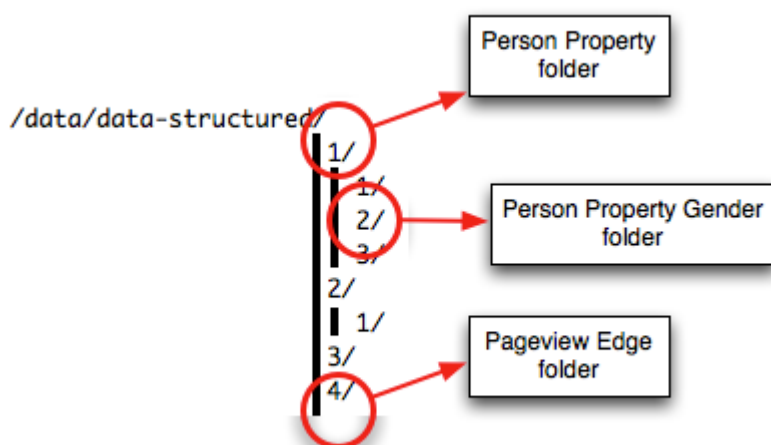 Person Property
folder
/data/data-structured/
1/
1/
2/
Person Property Gender
folder
3/
2/
1/
Pageview Edge
folder
3/
4/